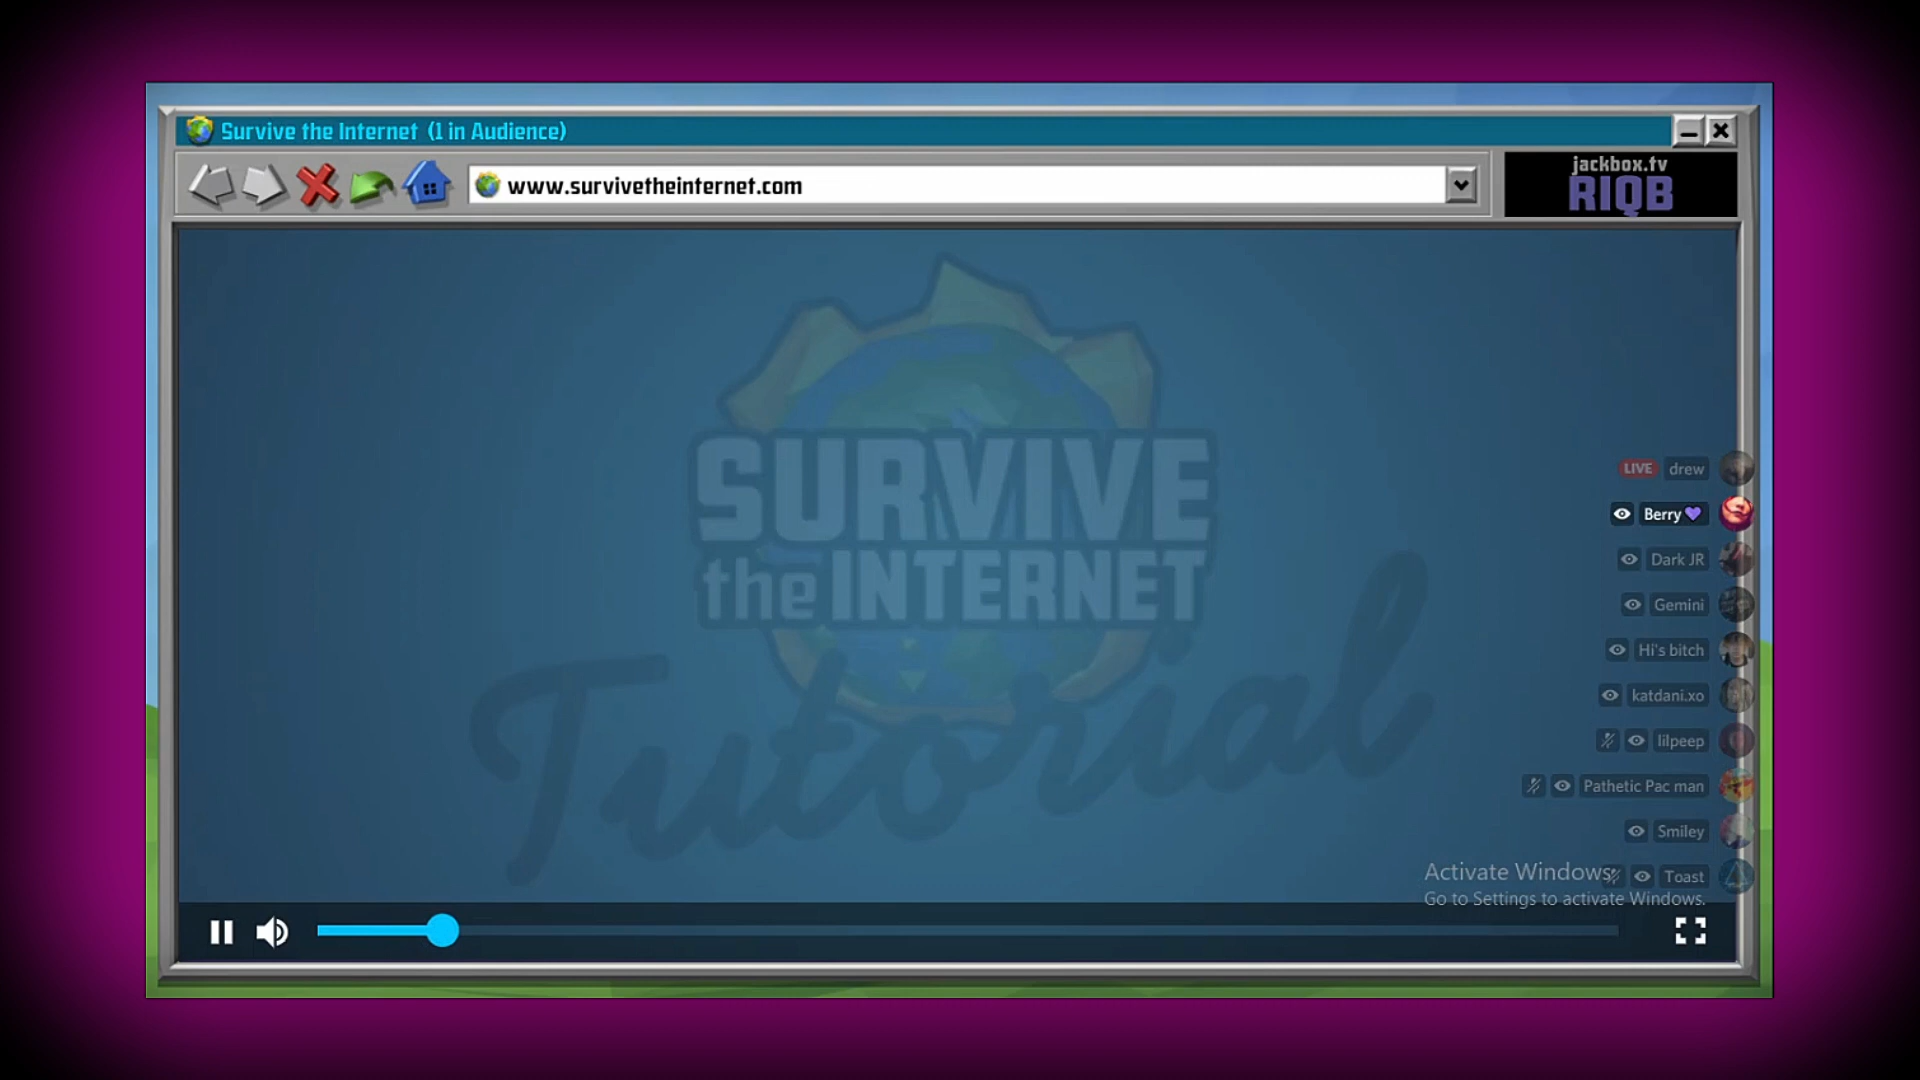 Survive the Internet (1 in Audience)
www.survivetheinternet.com
jackbox.tv
RIQB
SURVIVE
the INTERNET
Tutorial
LIVE drew
Berry💜
Dark JR
Gemini
Hi's bitch
katdani.xo
lilpeep
Pathetic Pac man
Smiley
Toast
Activate Windows
Go to Settings to activate Windows.